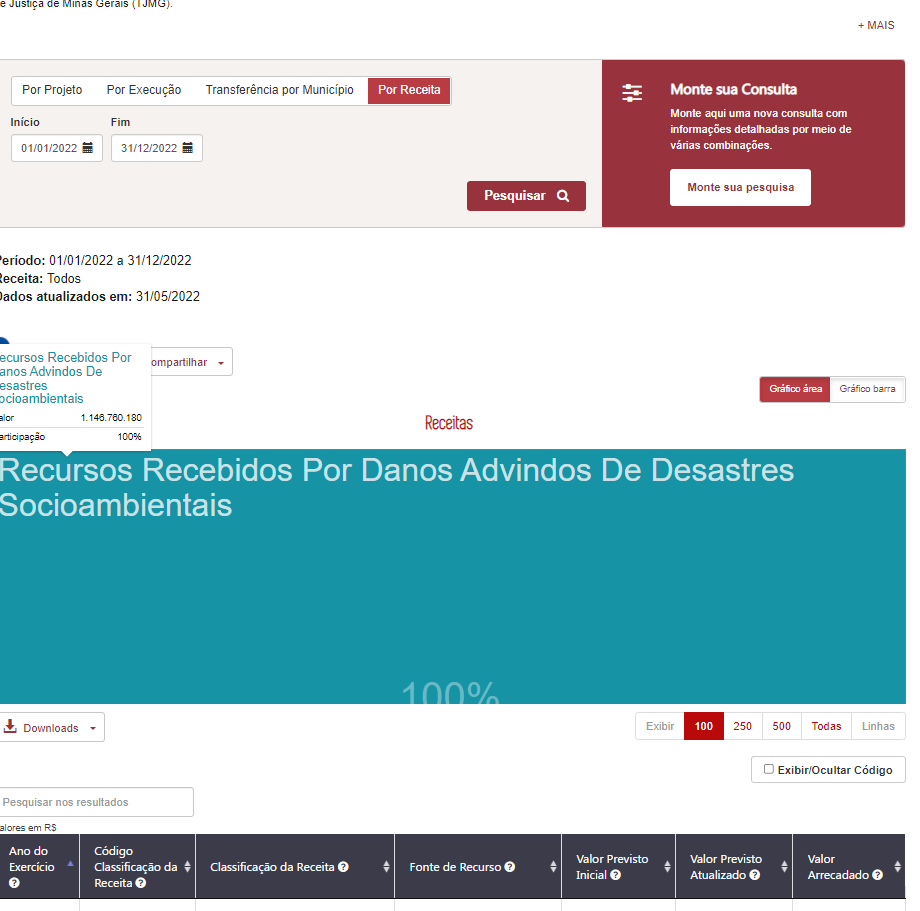 e Justiça de Minas Gerais (TJMG).
+ MAIS
Por Projeto Por Execução Transferência por Município Por Receita
Início Fim
01/01/2022 31/12/2022
Pesquisar
Monte sua Consulta
Monte aqui uma nova consulta com
informações detalhadas por meio de
várias combinações.
Monte sua pesquisa
Período: 01/01/2022 a 31/12/2022
Receita: Todos
Dados atualizados em: 31/05/2022
ompartilhar
ecursos Recebidos Por
anos Advindos De
esastres
ocioambientais
alor 1.146.760.180
articipação 100%
Gráfico área Gráfico barra
Receitas
Recursos Recebidos Por Danos Advindos De Desastres
Socioambientais
100%
Downloads
Exibir 100 250 500 Todas Linhas
Exibir/Ocultar Código
Pesquisar nos resultados
alores em R$
Ano do
Exercício
Código
Classificação da
Receita
Classificação da Receita
Fonte de Recurso
Valor Previsto
Inicial
Valor Previsto
Atualizado
Valor
Arrecadado